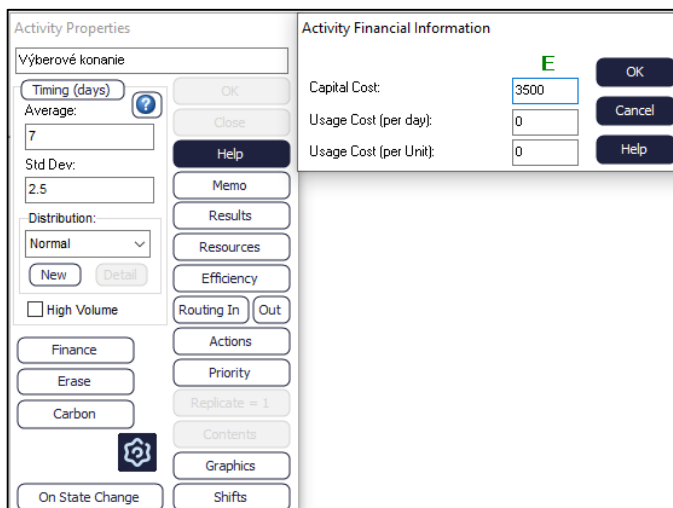 Activity Properties
Výberové konanie
Timing (days)
Average:
7
Std Dev:
2.5
Distribution:
Normal
New
Detail
High Volume
Finance
Erase
Carbon
On State Change
OK
Close
Help
Memo
Results
Resources
Efficiency
Routing In
Out
Actions
Priority
Replicate = 1
Contents
Graphics
Shifts
Activity Financial Information
E
Capital Cost:
3500
Usage Cost (per day):
0
Usage Cost (per Unit):
0
OK
Cancel
Help